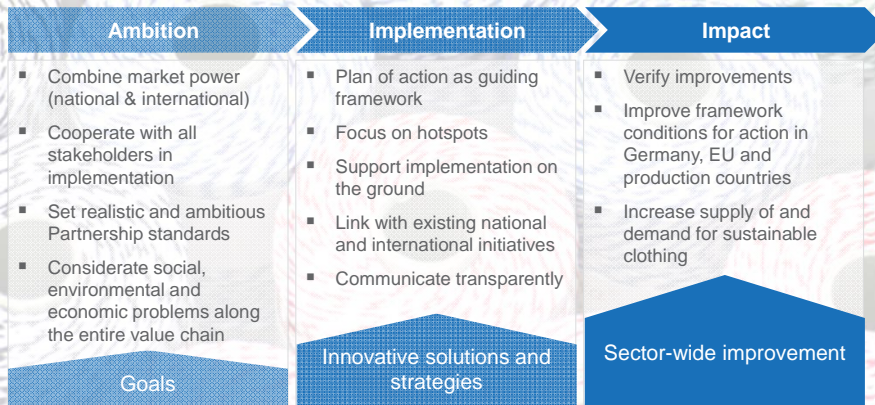 Ambition
▪ Combine market power
(national & international)
▪ Cooperate with all
stakeholders in
implementation
▪ Set realistic and ambitious
Partnership standards
▪ Considerate social,
environmental and
economic problems along
the entire value chain
Goals
Implementation
▪ Plan of action as guiding
framework
▪ Focus on hotspots
▪ Support implementation on
the ground
▪ Link with existing national
and international initiatives
▪ Communicate transparently
Innovative solutions and
strategies
Impact
▪ Verify improvements
▪ Improve framework
conditions for action in
Germany, EU and
production countries
▪ Increase supply of and
demand for sustainable
clothing
Sector-wide improvement